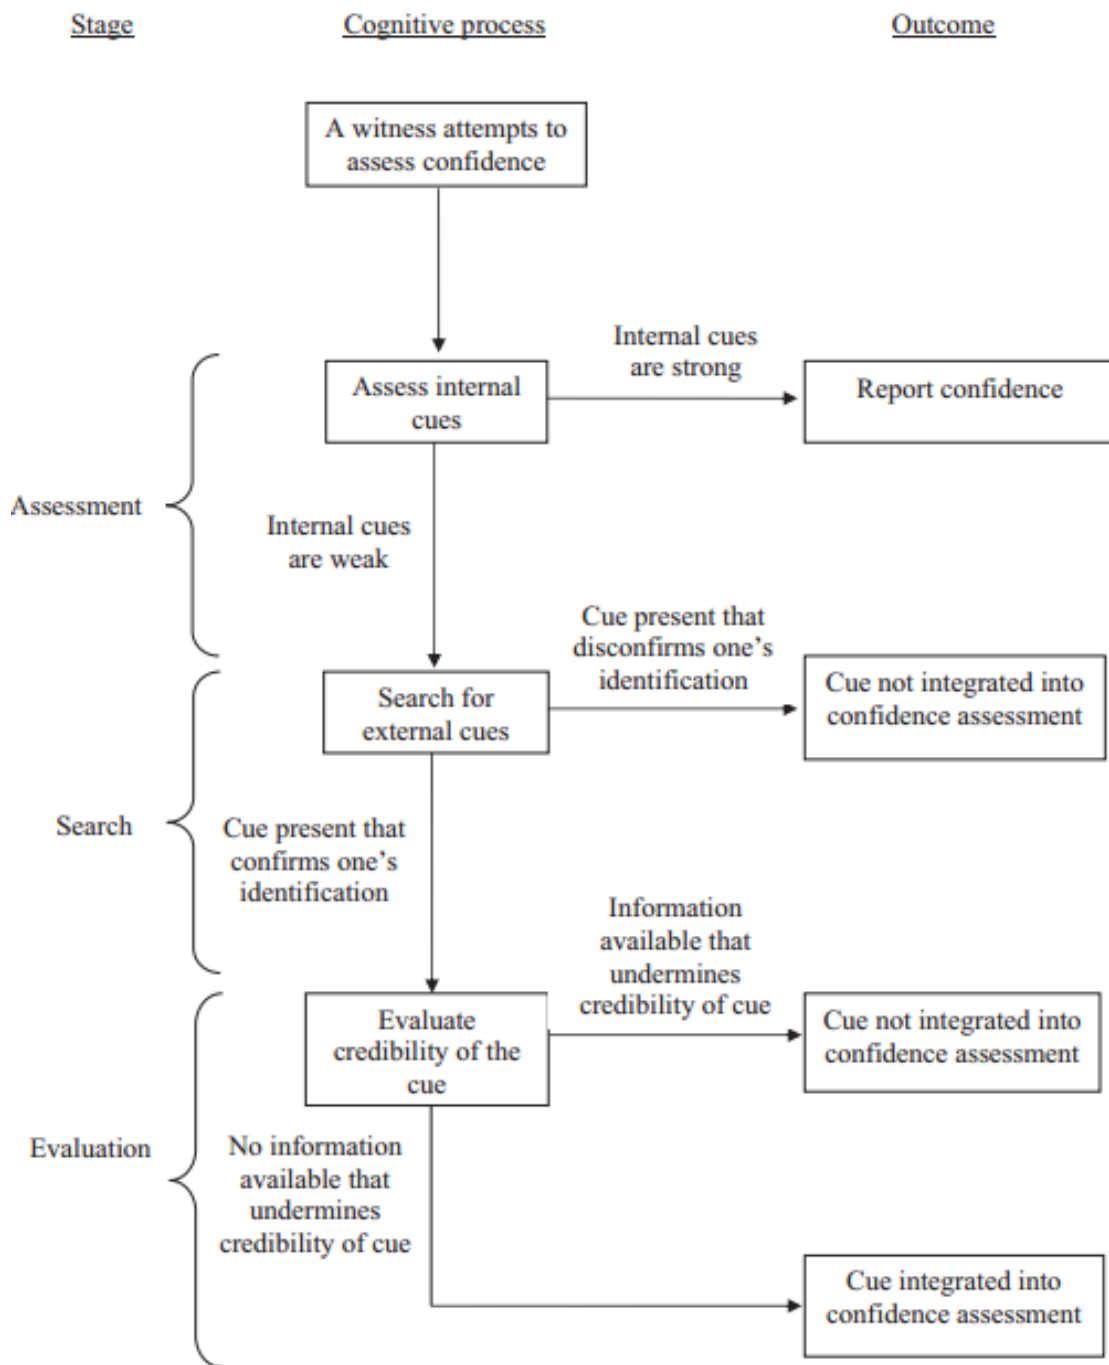 Stage
Cognitive process
Outcome
A witness attempts to
assess confidence
Internal cues
are strong
Assess internal
cues
Report confidence
Assessment
Internal cues
are weak
Cue present that
disconfirms one's
identification
Search for
external cues
Cue not integrated into
confidence assessment
Search
Cue present that
confirms one's
identification
Information
available that
undermines
credibility of cue
Evaluate
credibility of the
cue
Cue not integrated into
confidence assessment
Evaluation
No information
available that
undermines
credibility of cue
Cue integrated into
confidence assessment